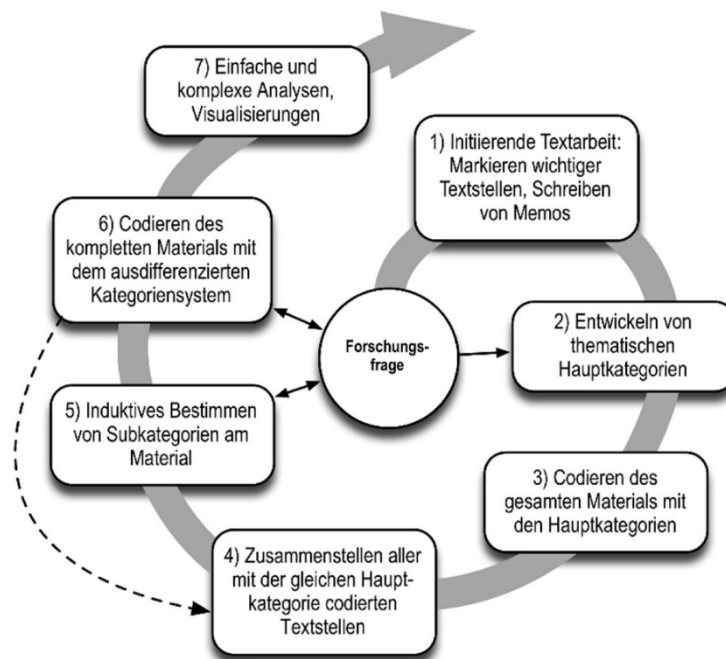 7) Einfache und
komplexe Analysen,
Visualisierungen
1) Initiierende Textarbeit:
Markieren wichtiger
Textstellen, Schreiben
von Memos
6) Codieren des
kompletten Materials mit
dem ausdifferenzierten
Kategoriensystem
Forschungs-
frage
2) Entwickeln von
thematischen
Hauptkategorien
5) Induktives Bestimmen
von Subkategorien am
Material
3) Codieren des
gesamten Materials mit
den Hauptkategorien
4) Zusammenstellen aller
mit der gleichen Haupt-
kategorie codierten
Textstellen